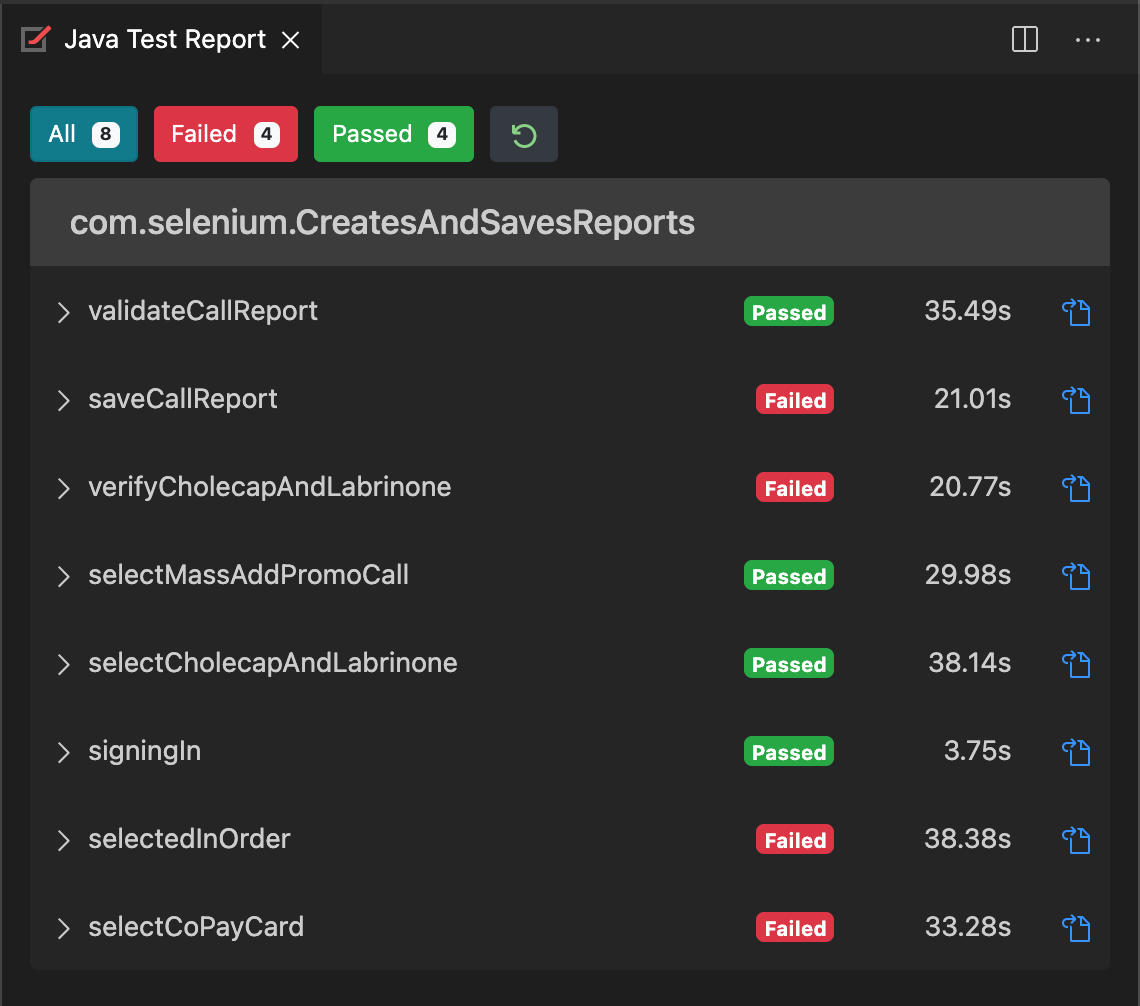 Java Test Report
All 8 Failed 4 Passed 4
com.selenium.CreatesAndSavesReports
validateCallReport Passed 35.49s
saveCallReport Failed 21.01s
verifyCholecapAndLabrinone Failed 20.77s
selectMassAddPromoCall Passed 29.98s
selectCholecapAndLabrinone Passed 38.14s
signingIn Passed 3.75s
selectedInOrder Failed 38.38s
selectCoPayCard Failed 33.28s